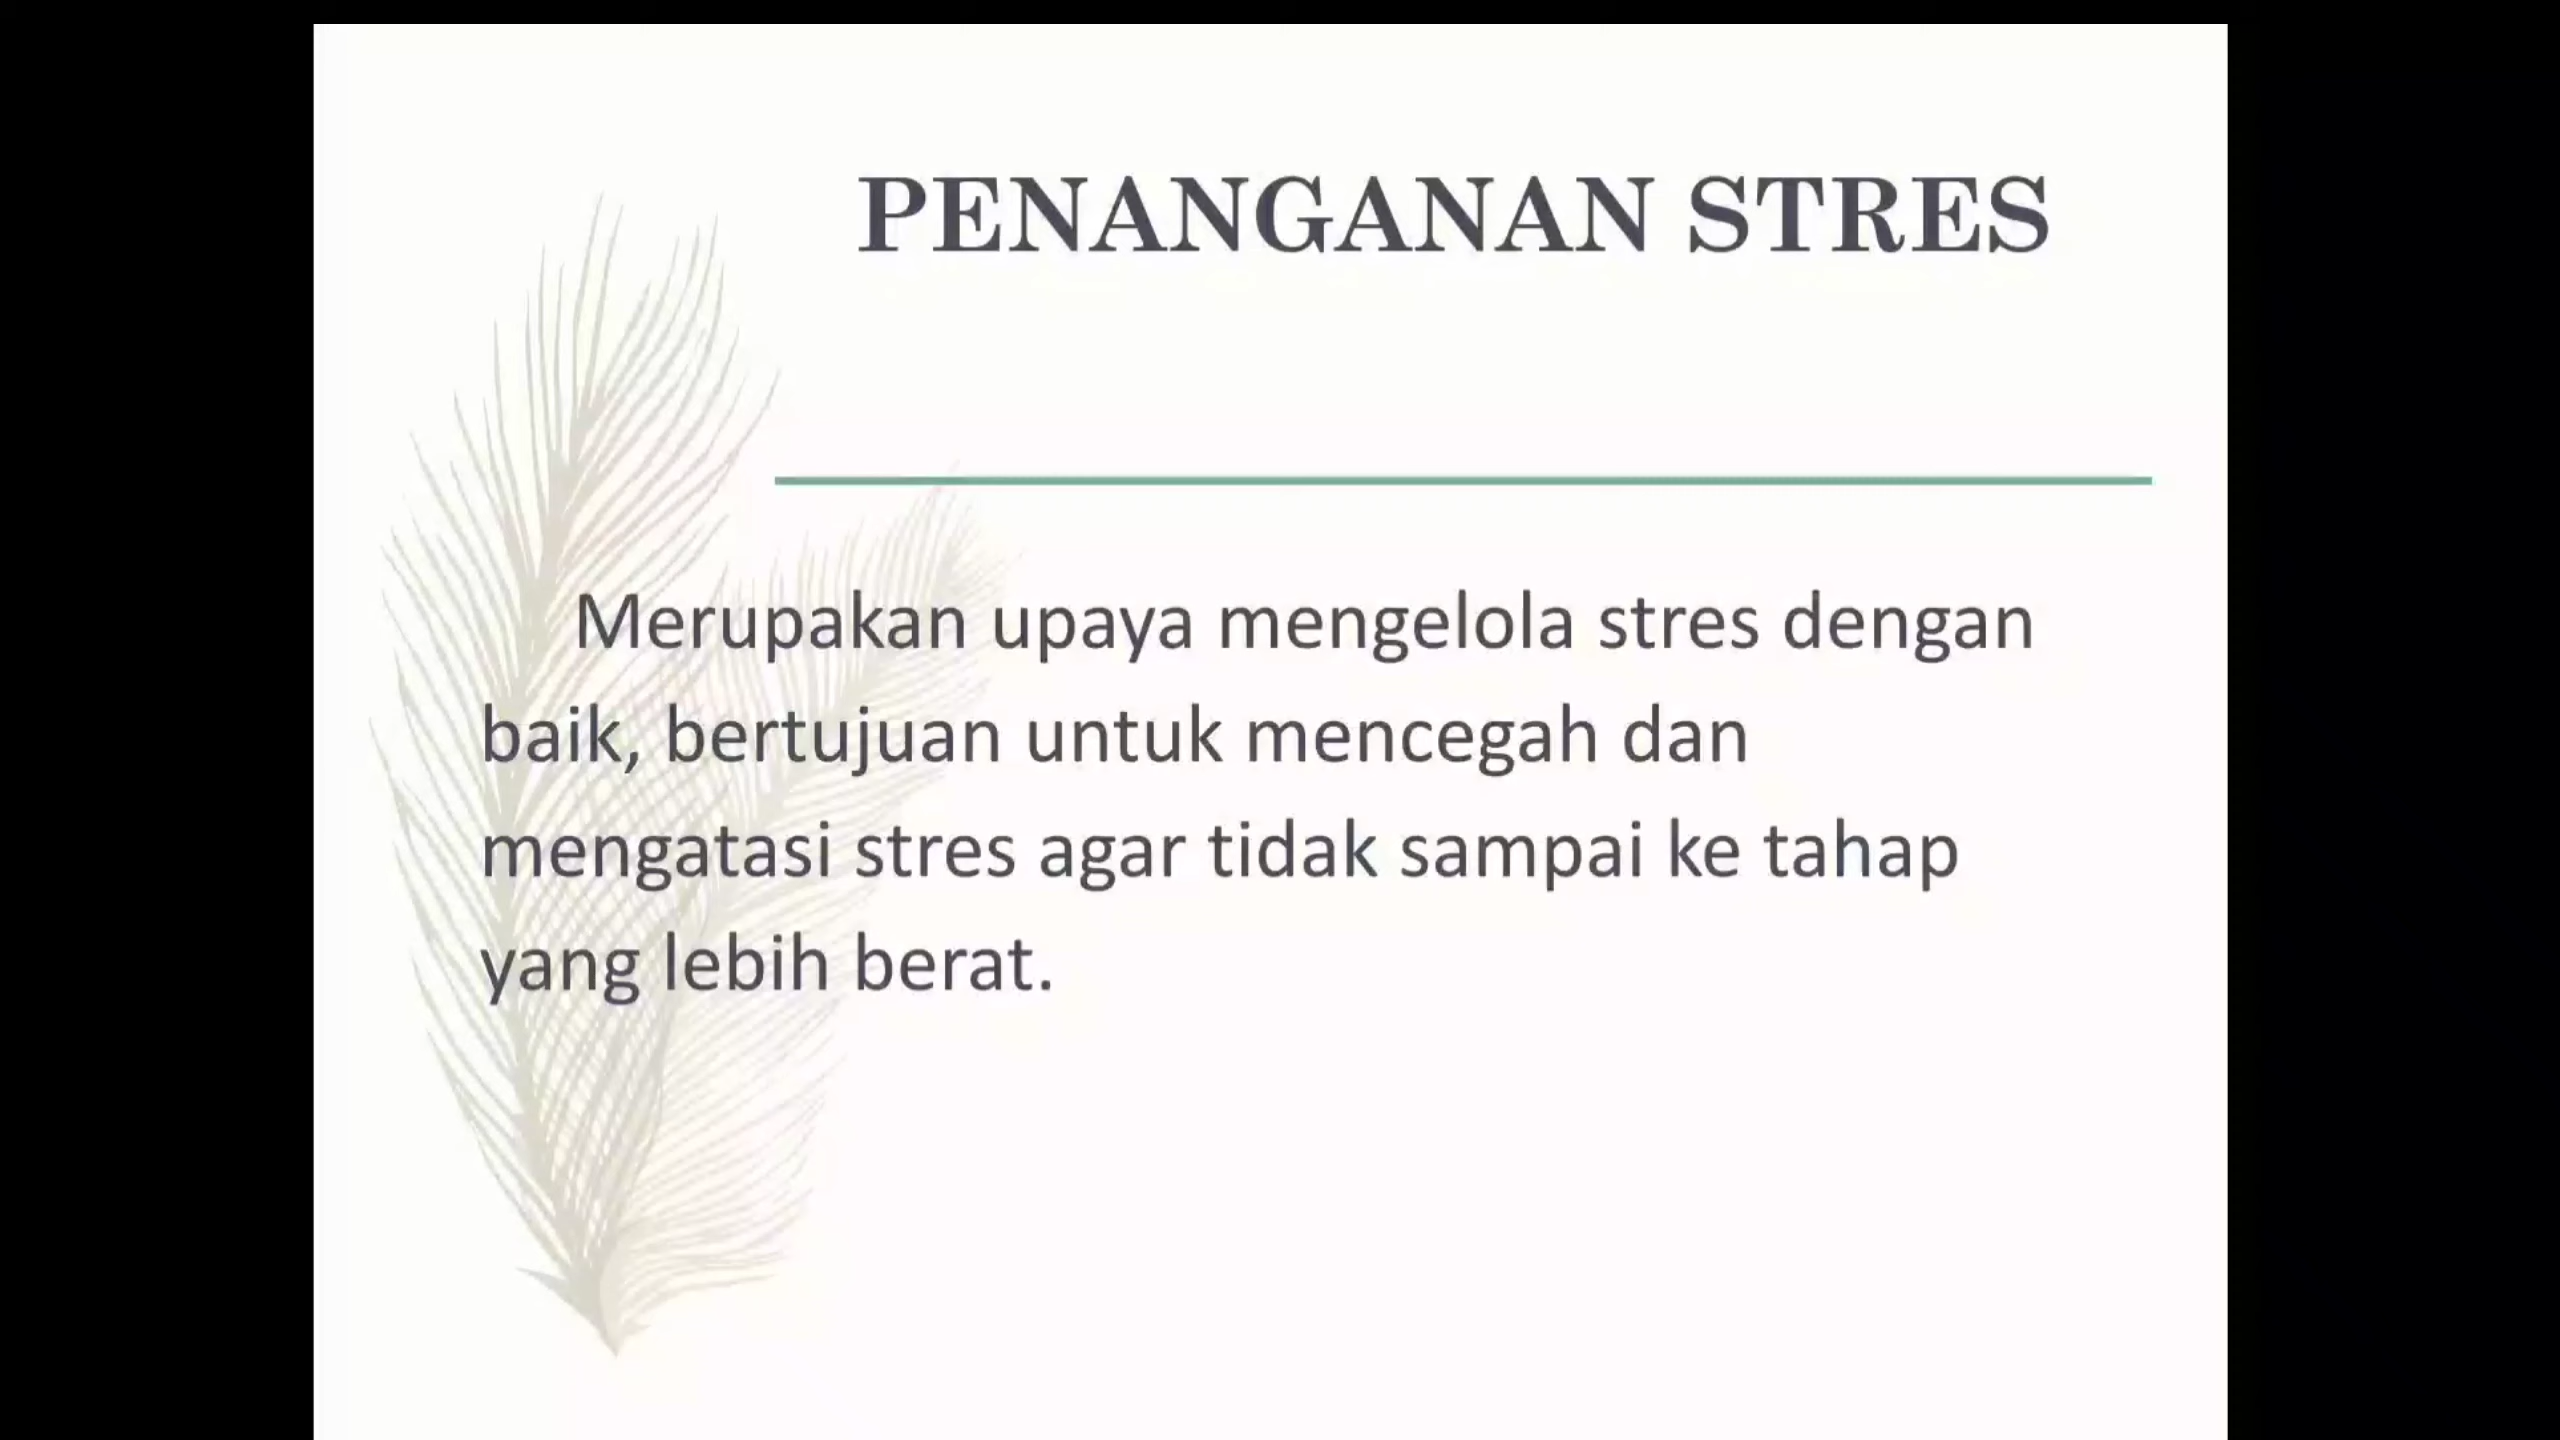 PENANGANAN STRES
Merupakan upaya mengelola stres dengan
baik, bertujuan untuk mencegah dan
mengatasi stres agar tidak sampai ke tahap
yang lebih berat.